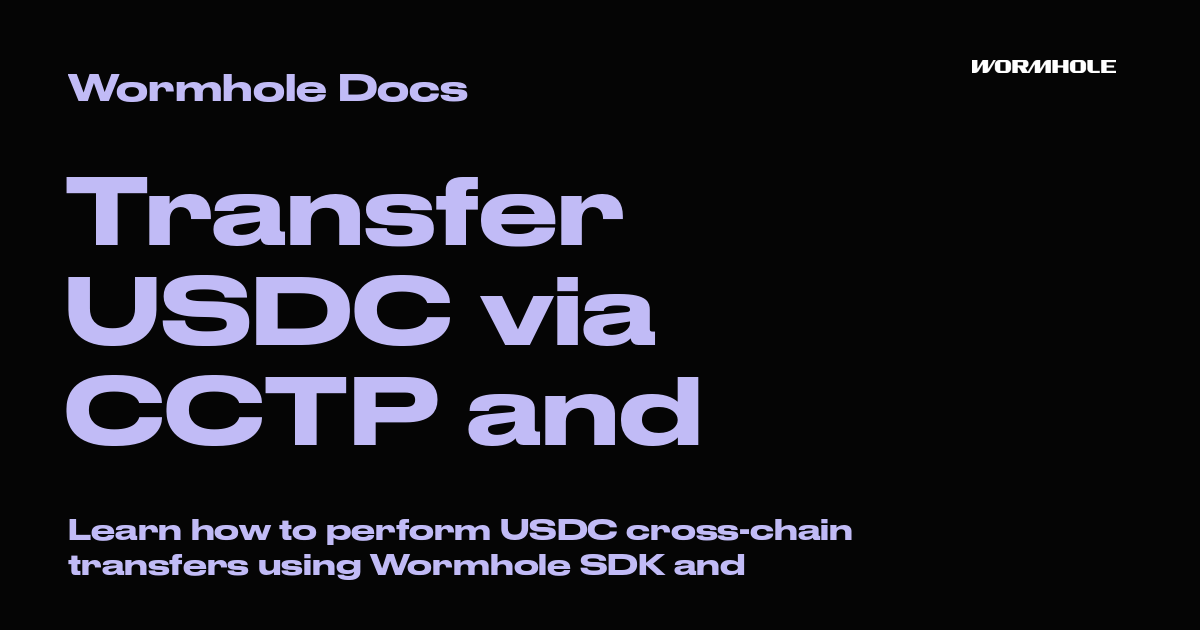 Wormhole Docs
WORMHOLE
Transfer
USDC via
CCTP and
Learn how to perform USDC cross-chain
transfers using Wormhole SDK and